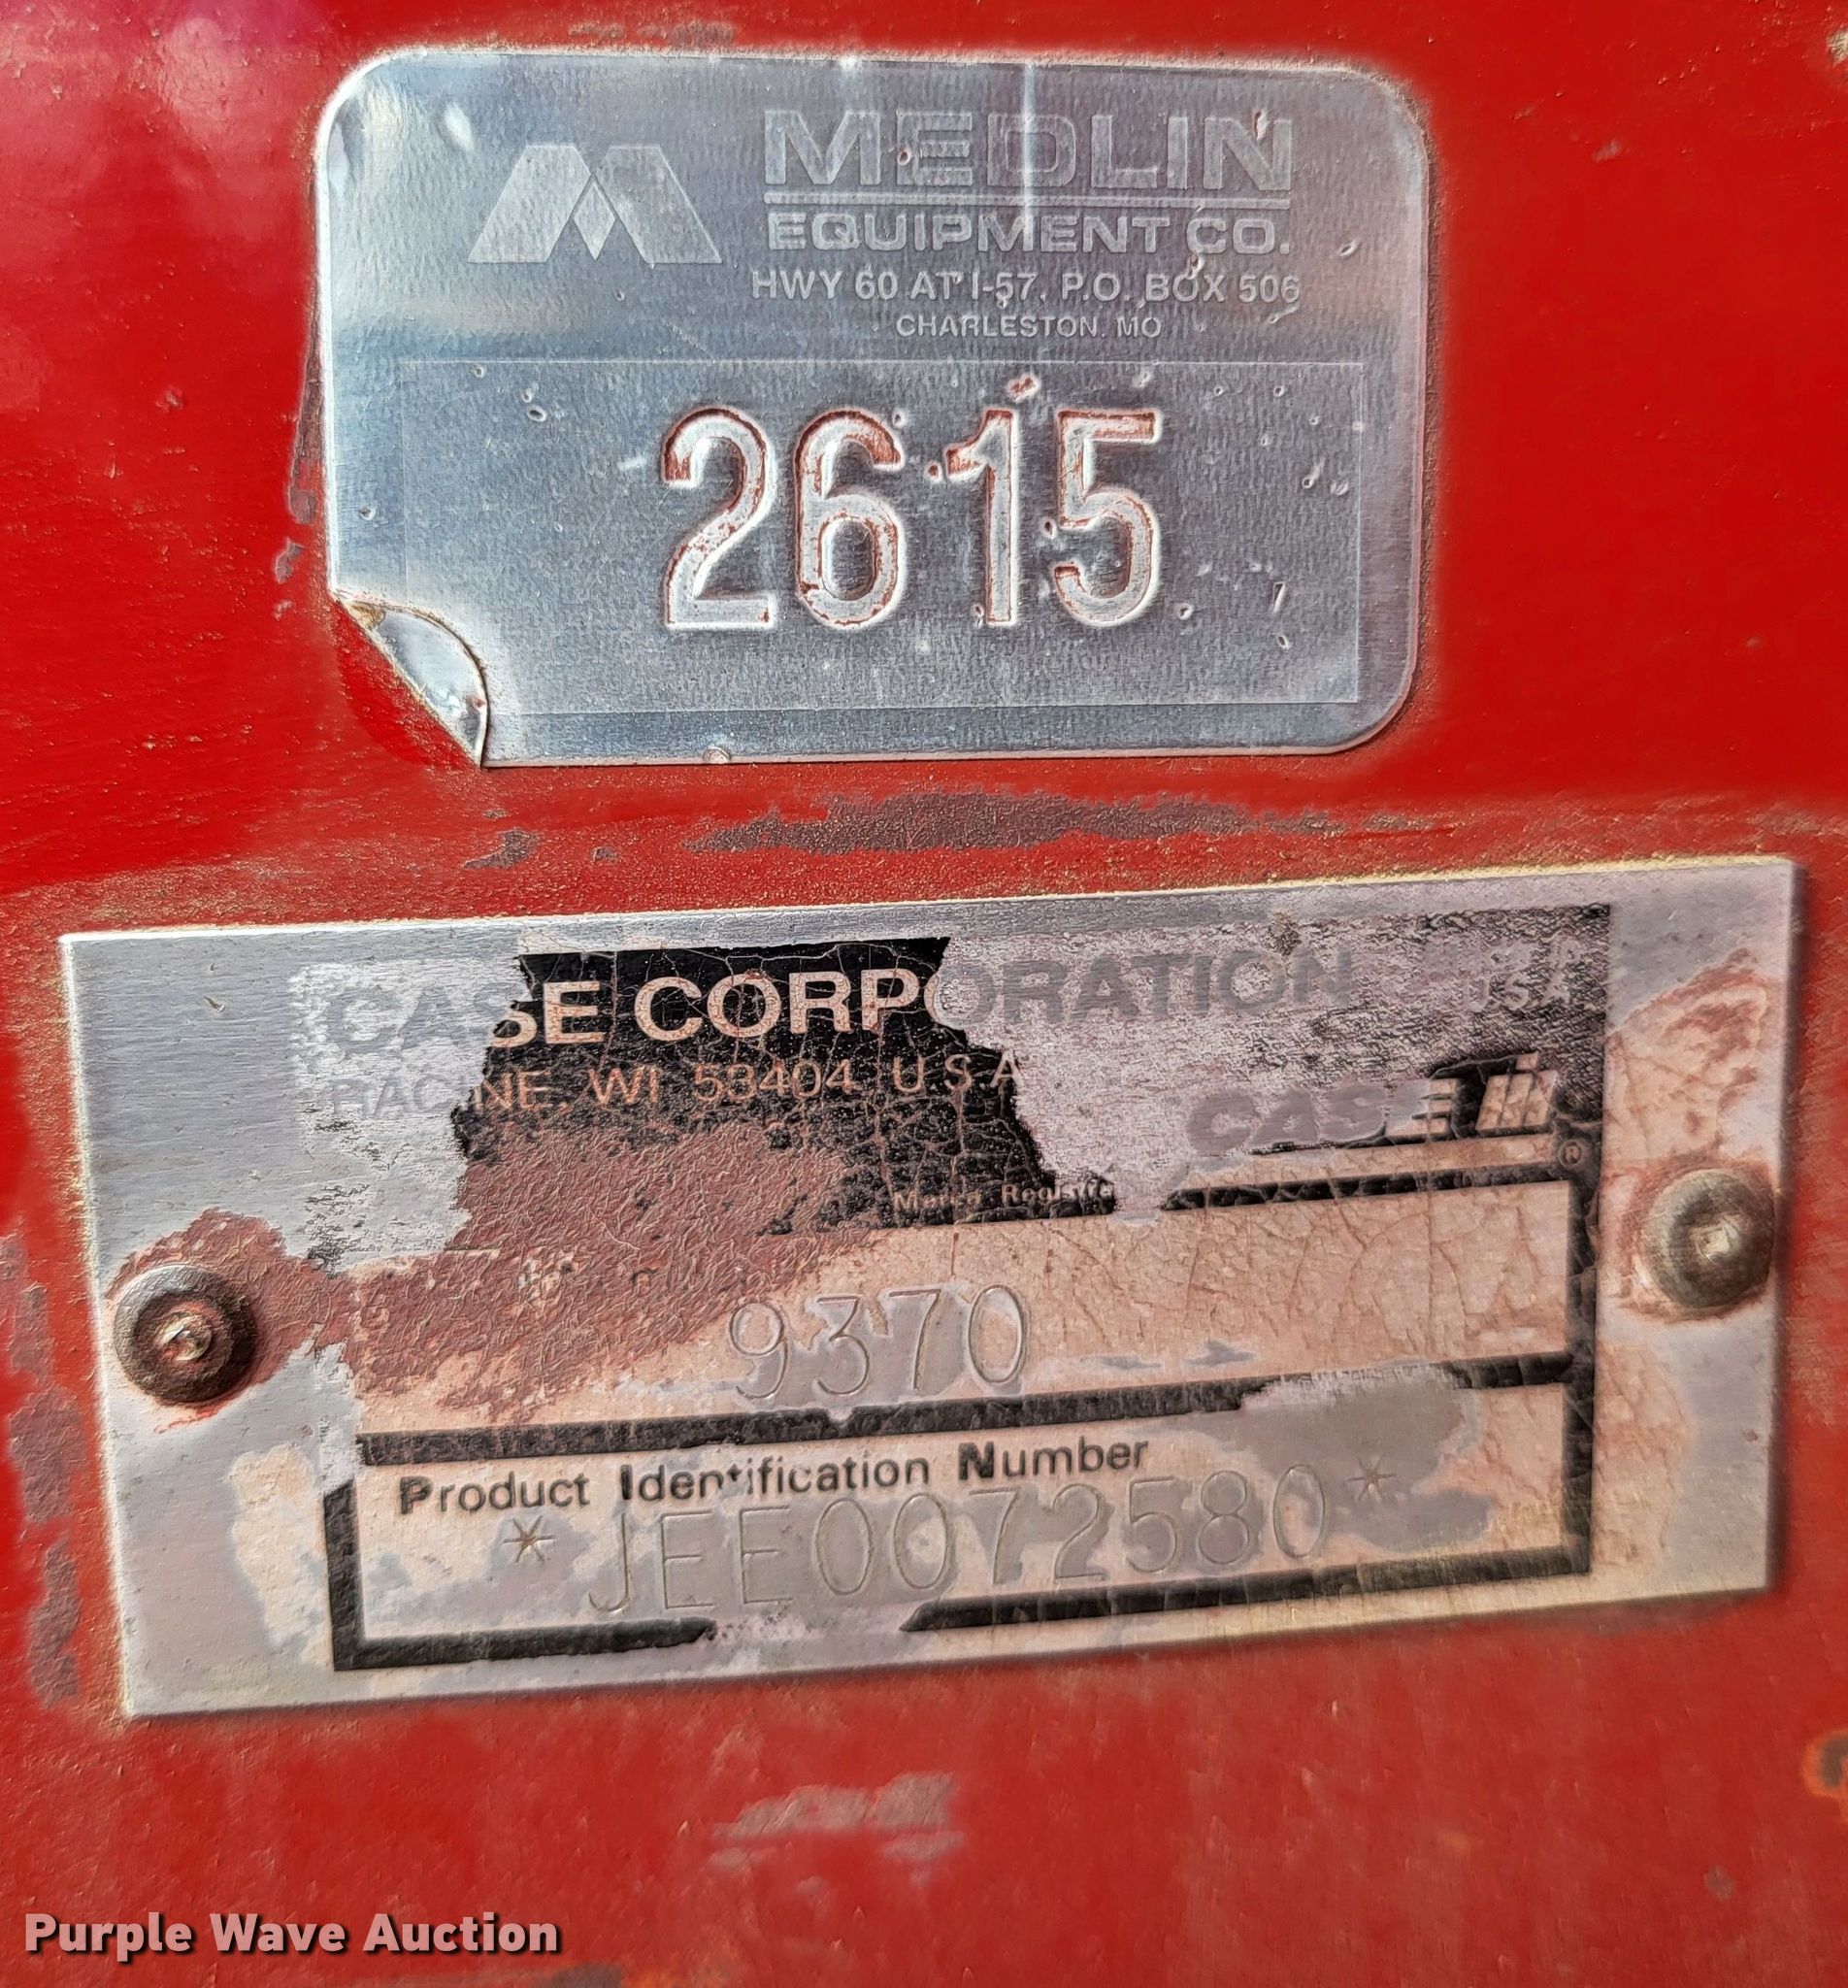 MEDLIN
EQUIPMENT CO.
HWY 60 AT I-57, P.O. BOX 506
CHARLESTON, MO
2615
CASE CORPORATION
RACINE, WI 53404 U.S.A.
CASE IH
®
9370
Product Identification Number
*JEE0072580*
Purple Wave Auction